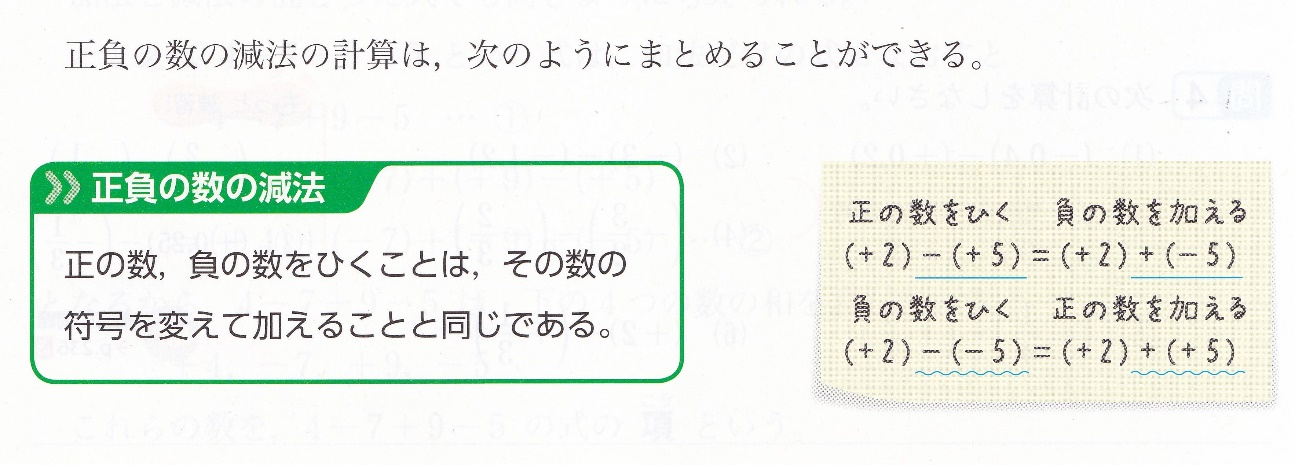 正負の数の減法の計算は，次のようにまとめることができる。
正負の数の減法
正の数，負の数をひくことは，その数の
符号を変えて加えることと同じである。
正の数をひく　負の数を加える
(+2)−(+5)=(+2)+(−5)
負の数をひく　正の数を加える
(+2)−(−5)=(+2)+(+5)